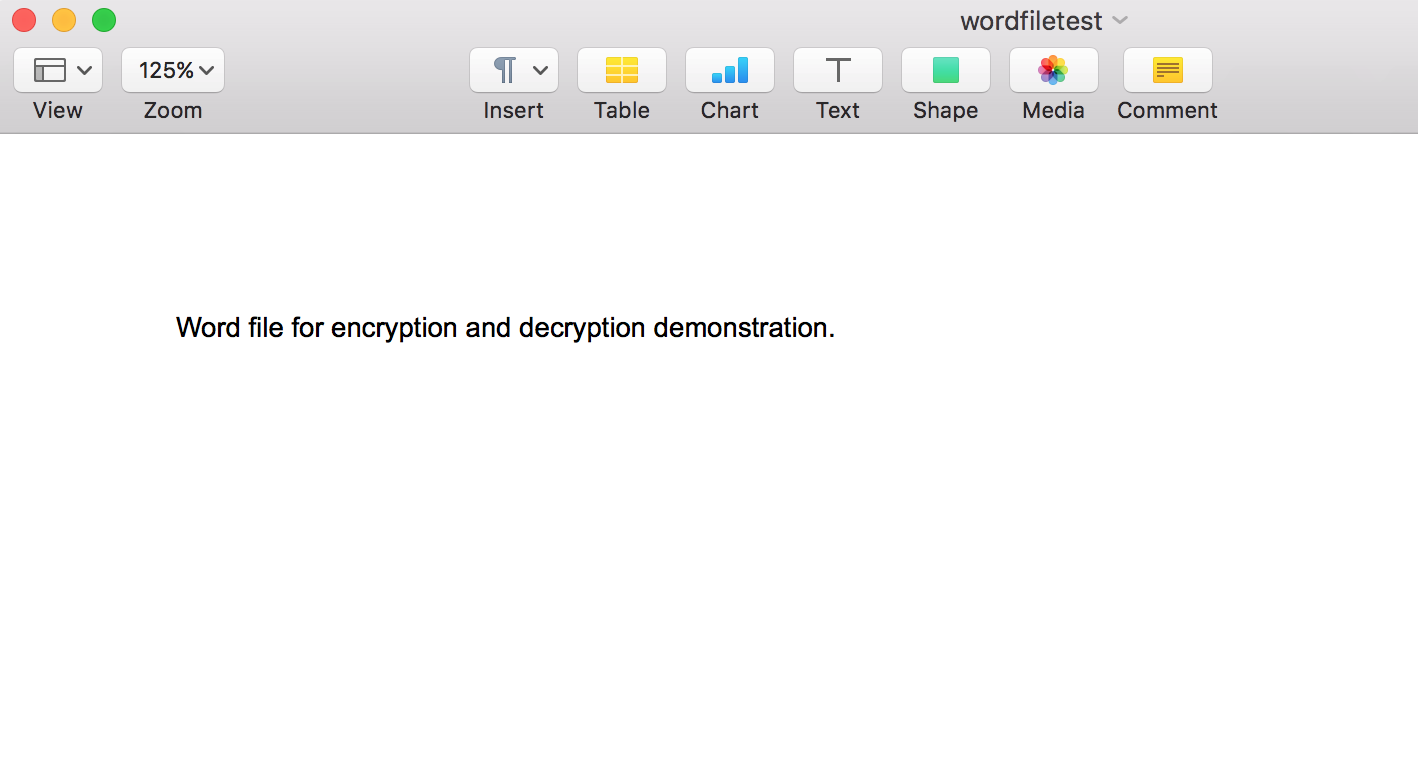 wordfiletest
125%
View
Zoom
Insert
Table
Chart
Text
Shape
Media
Comment
Word file for encryption and decryption demonstration.